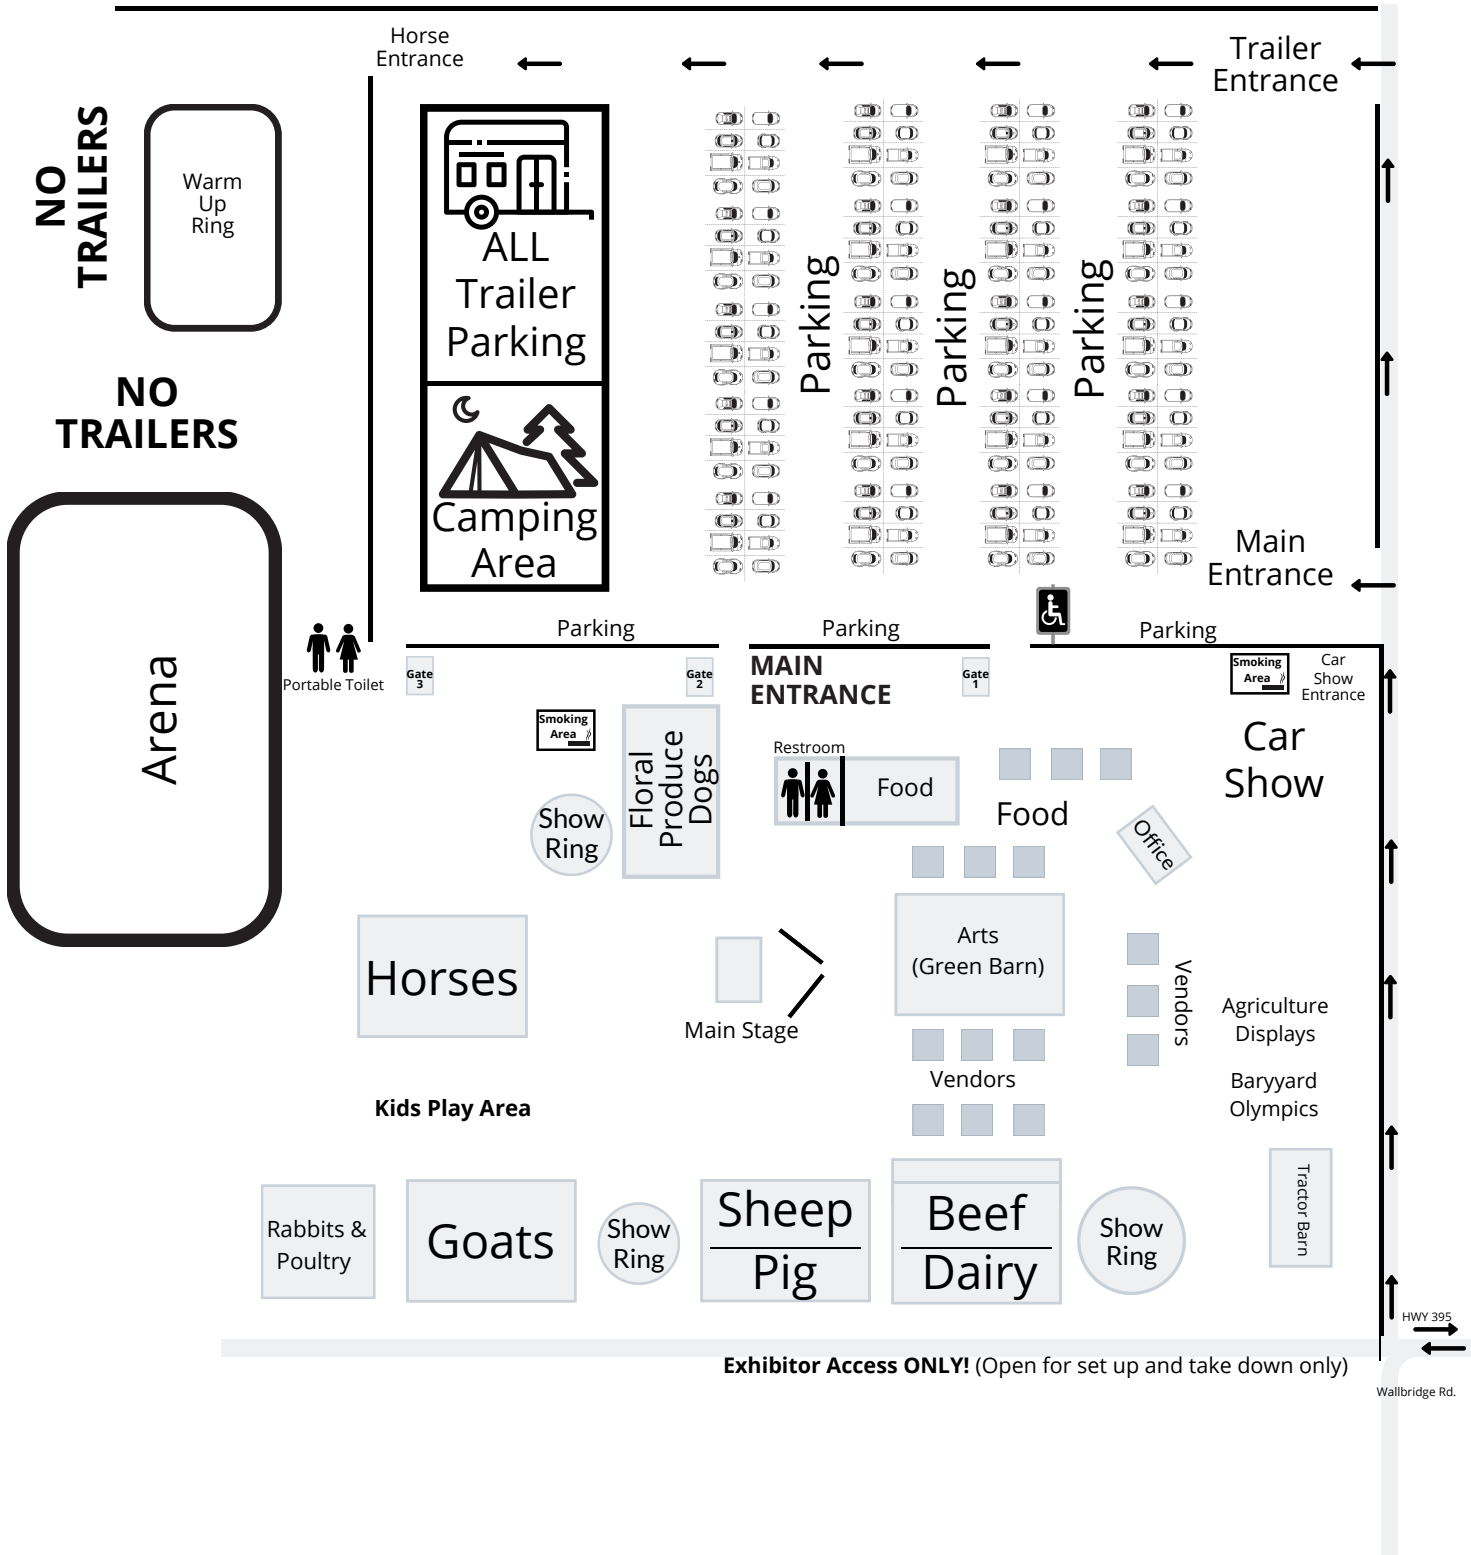 Horse
Entrance
Trailer
Entrance
NO
TRAILERS
Warm
Up
Ring
ALL
Trailer
Parking
Parking
Parking
Parking
NO
TRAILERS
Camping
Area
Main
Entrance
Parking
Parking
Parking
Portable Toilet
Gate
3
Gate
2
MAIN
ENTRANCE
Gate
1
Smoking
Area
Car
Show
Entrance
Arena
Smoking
Area
Floral
Produce
Dogs
Restroom
Food
Car
Show
Show
Ring
Food
Office
Horses
Arts
(Green Barn)
Main Stage
Vendors
Agriculture
Displays
Vendors
Baryyard
Olympics
Kids Play Area
Rabbits &
Poultry
Goats
Show
Ring
Sheep
Pig
Beef
Dairy
Show
Ring
Tractor Barn
HWY 395
Exhibitor Access ONLY! (Open for set up and take down only)
Wallbridge Rd.